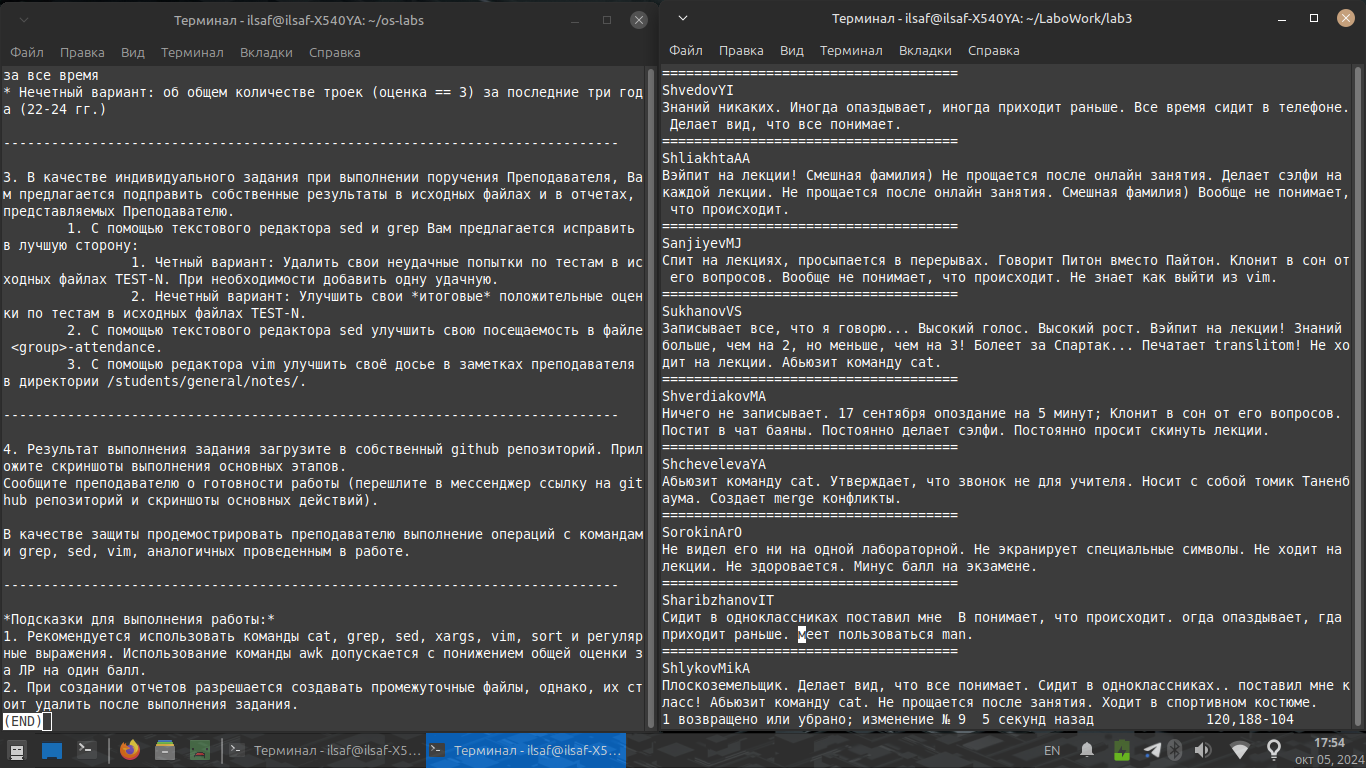 Терминал - ilsaf@ilsaf-X540YA: ~/os-labs
Файл Правка Вид Терминал Вкладки Справка
за все время
* Нечетный вариант: об общем количестве троек (оценка == 3) за последние три год
а (22-24 гг.)
-----------------------------------------------------------------------------
3. В качестве индивидуального задания при выполнении поручения Преподавателя, Ва
м предлагается подправить собственные результаты в исходных файлах и в отчетах,
представляемых Преподавателю.
1. С помощью текстового редактора sed и grep Вам предлагается исправить
в лучшую сторону:
1. Четный вариант: Удалить свои неудачные попытки по тестам в ис
ходных файлах TEST-N. При необходимости добавить одну удачную.
2. Нечетный вариант: Улучшить свои *итоговые* положительные оцен
ки по тестам в исходных файлах TEST-N.
2. С помощью текстового редактора sed улучшить свою посещаемость в файле
<group>-attendance.
3. С помощью редактора vim улучшить своё досье в заметках преподавателя
в директории /students/general/notes/.
-----------------------------------------------------------------------------
4. Результат выполнения задания загрузите в собственный github репозиторий. Прил
ожите скриншоты выполнения основных этапов.
Сообщите преподавателю о готовности работы (перешлите в мессенджер ссылку на git
hub репозиторий и скриншоты основных действий).
В качестве защиты продемострировать преподавателю выполнение операций с командам
и grep, sed, vim, аналогичных проведенным в работе.
-----------------------------------------------------------------------------
*Подсказки для выполнения работы:*
1. Рекомендуется использовать команды cat, grep, sed, xargs, vim, sort и регуляр
ные выражения. Использование команды awk допускается с понижением общей оценки з
а ЛР на один балл.
2. При создании отчетов разрешается создавать промежуточные файлы, однако, их ст
оит удалить после выполнения задания.
(END)
Терминал - ilsaf@ilsaf-X540YA: ~/LaboWork/lab3
Файл Правка Вид Терминал Вкладки Справка
=====================================
ShvedovYI
Знаний никаких. Иногда опаздывает, иногда приходит раньше. Все время сидит в телефоне.
Делает вид, что все понимает.
=====================================
ShliakhtaAA
Вэйпит на лекции! Смешная фамилия) Не прощается после онлайн занятия. Делает сэлфи на
каждой лекции. Не прощается после онлайн занятия. Смешная фамилия) Вообще не понимает,
что происходит.
=====================================
SanjiyevMJ
Спит на лекциях, просыпается в перерывах. Говорит Питон вместо Пайтон. Клонит в сон от
его вопросов. Вообще не понимает, что происходит. Не знает как выйти из vim.
=====================================
SukhanovVS
Записывает все, что я говорю... Высокий голос. Высокий рост. Вэйпит на лекции! Знаний
больше, чем на 2, но меньше, чем на 3! Болеет за Спартак... Печатает translitom! Не хо
дит на лекции. Абьюзит команду cat.
=====================================
ShverdiakovMA
Ничего не записывает. 17 сентября опоздание на 5 минут; Клонит в сон от его вопросов.
Постит в чат баяны. Постоянно делает сэлфи. Постоянно просит скинуть лекции.
=====================================
ShchevelevaYA
Абьюзит команду cat. Утверждает, что звонок не для учителя. Носит с собой томик Таненб
аума. Создает merge конфликты.
=====================================
SorokinArO
Не видел его ни на одной лабораторной. Не экранирует специальные символы. Не ходит на
лекции. Не здоровается. Минус балл на экзамене.
=====================================
SharibzhanovIT
Сидит в одноклассниках поставил мне  В понимает, что происходит. огда опаздывает, гда
приходит раньше. меет пользоваться man.
=====================================
ShlykovMikA
Плоскоземельщик. Делает вид, что все понимает. Сидит в одноклассниках.. поставил мне к
ласс! Абьюзит команду cat. Не прощается после занятия. Ходит в спортивном костюме.
1 возвращено или убрано; изменение № 9  5 секунд назад 120,188-104
Терминал - ilsaf@ilsaf-X5...
Терминал - ilsaf@ilsaf-X5...
EN
17:54
окт 05, 2024